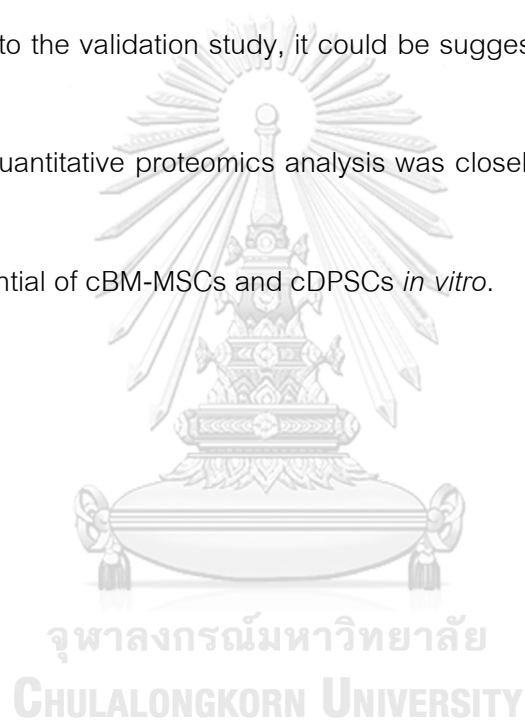 to the validation study, it could be sugges
uantitative proteomics analysis was closel
ntial of cBM-MSCs and cDPSCs in vitro.
จุฬาลงกรณ์มหาวิทยาลัย
CHULALONGKORN UNIVERSITY